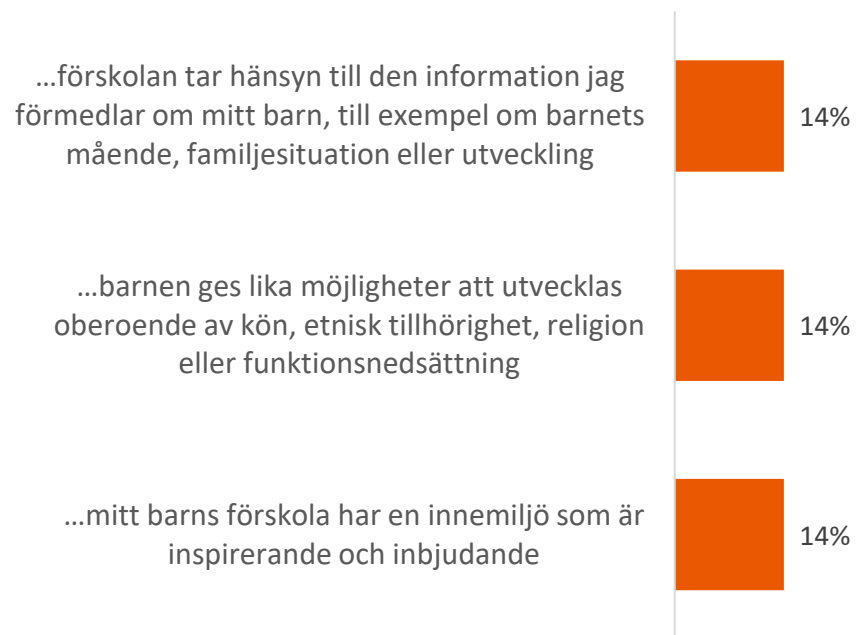 ...förskolan tar hänsyn till den information jag
förmedlar om mitt barn, till exempel om barnets
mående, familjesituation eller utveckling
14%
...barnen ges lika möjligheter att utvecklas
oberoende av kön, etnisk tillhörighet, religion
eller funktionsnedsättning
14%
...mitt barns förskola har en innemiljö som är
inspirerande och inbjudande
14%